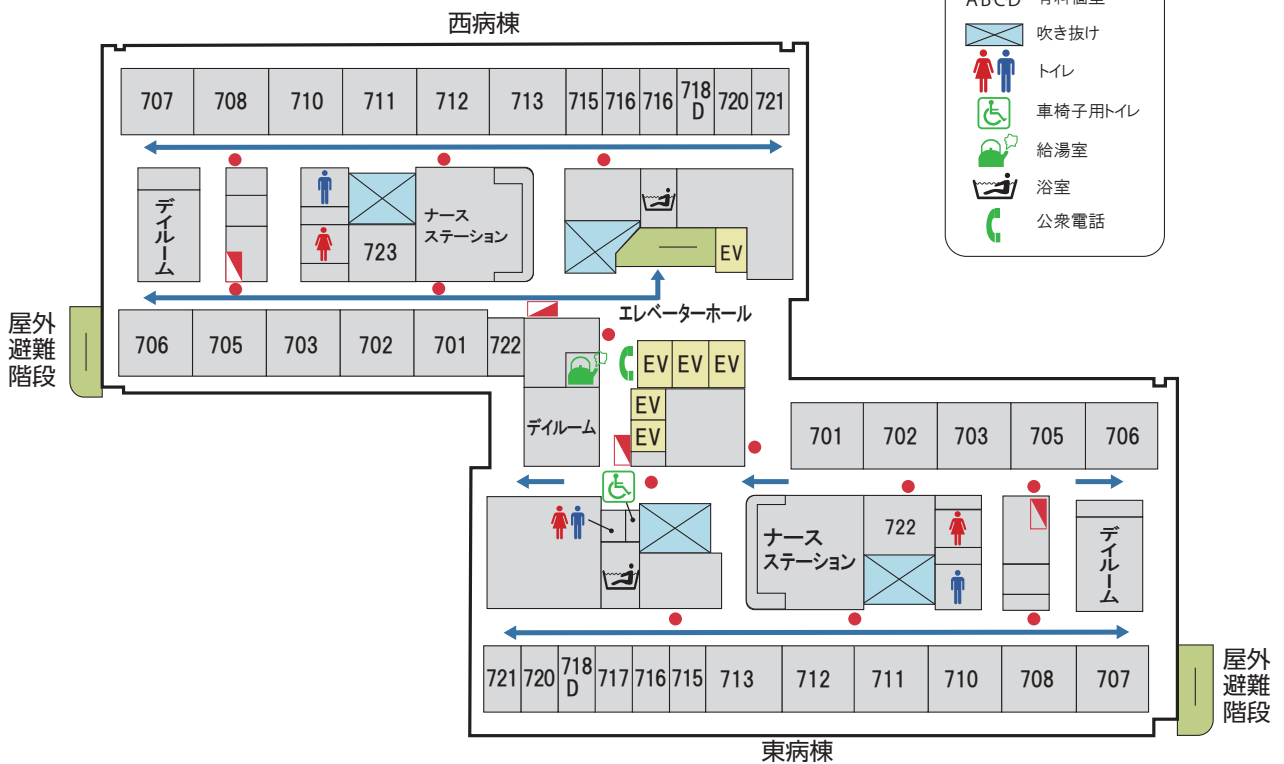 西病棟
ABCD 有料個室
吹き抜け
トイレ
車椅子用トイレ
給湯室
浴室
公衆電話
707 708 710 711 712 713 715 716 716 718D 720 721
デイルーム
ナース
ステーション
723
EV
エレベーターホール
屋外
避難
階段
706 705 703 702 701 722
EV EV EV
EV
EV
デイルーム
701 702 703 705 706
ナース
ステーション
722
デイルーム
721 720 718D 717 716 715 713 712 711 710 708 707
屋外
避難
階段
東病棟